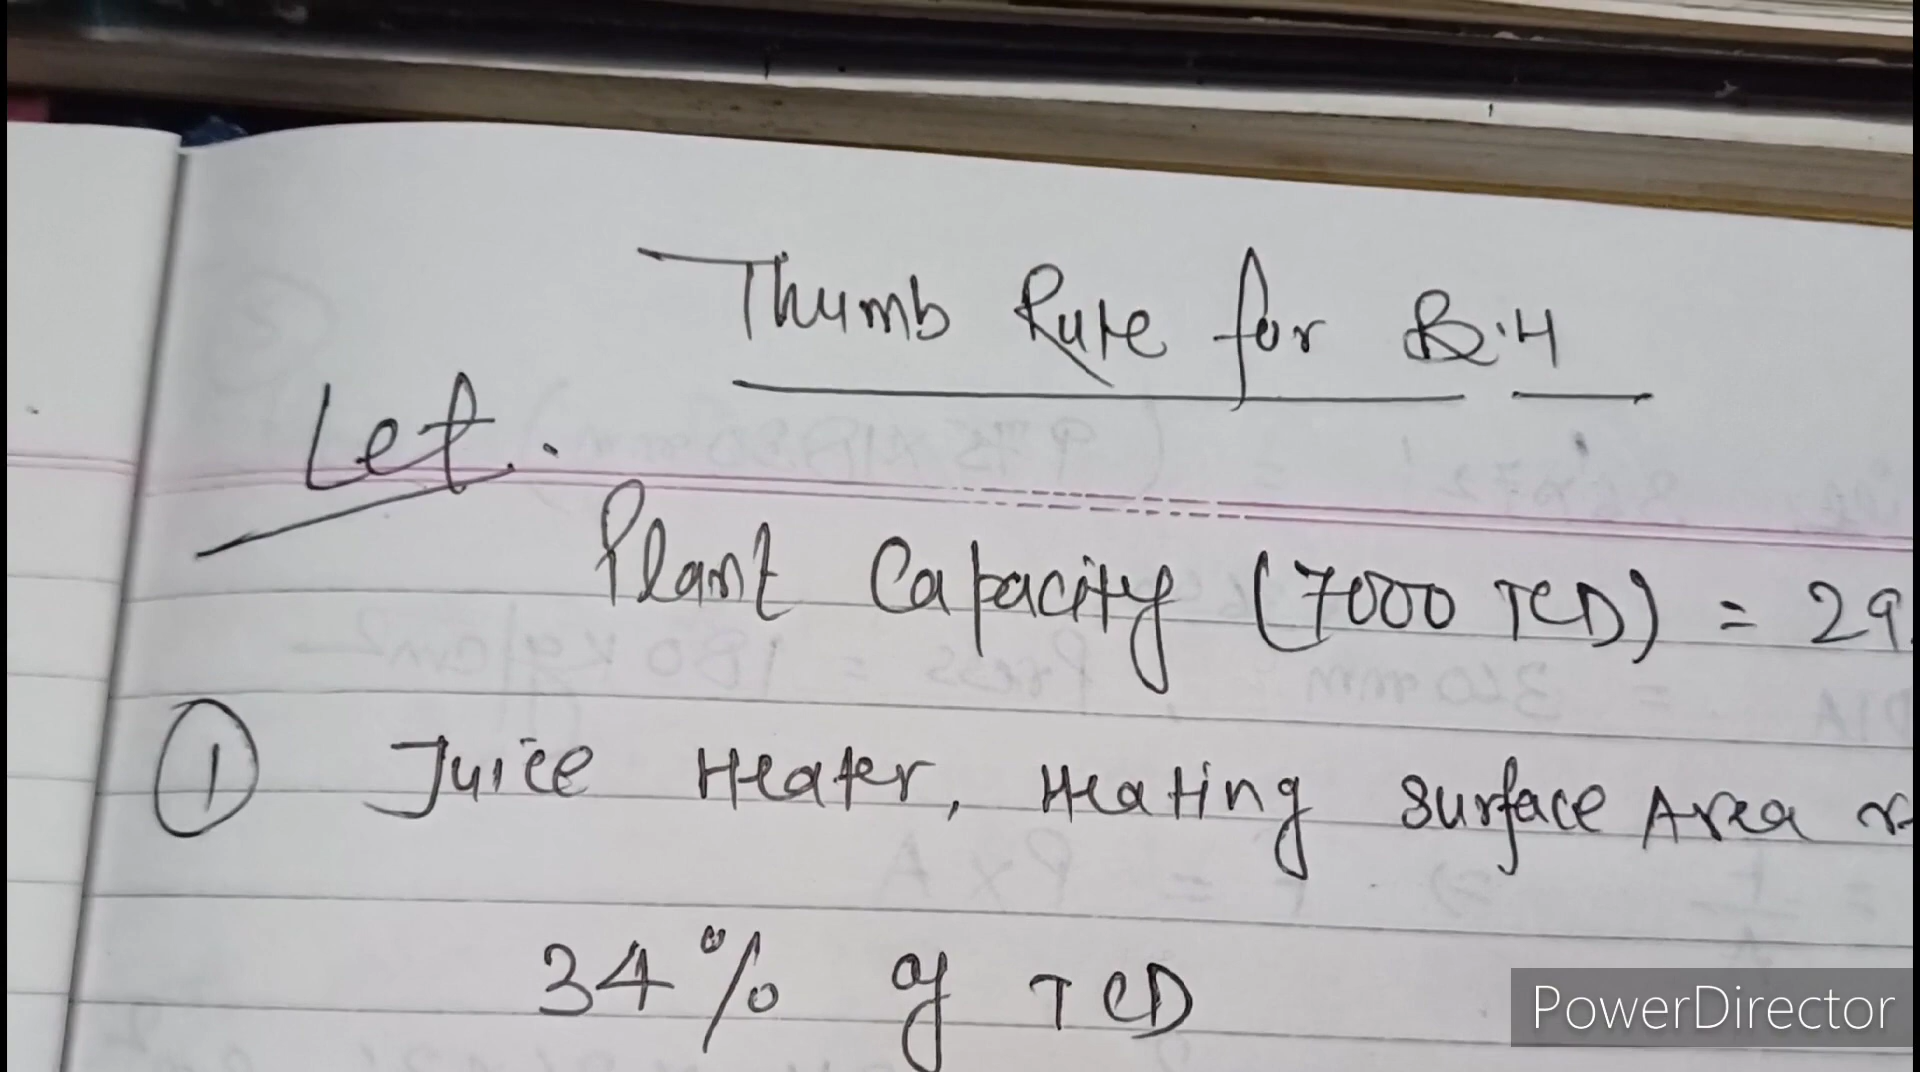 Thumb Rule for B.H
Let.
Plant Capacity (7000 TCD) = 29.
① Juice Heater, Heating surface Area
34% of TCD
PowerDirector